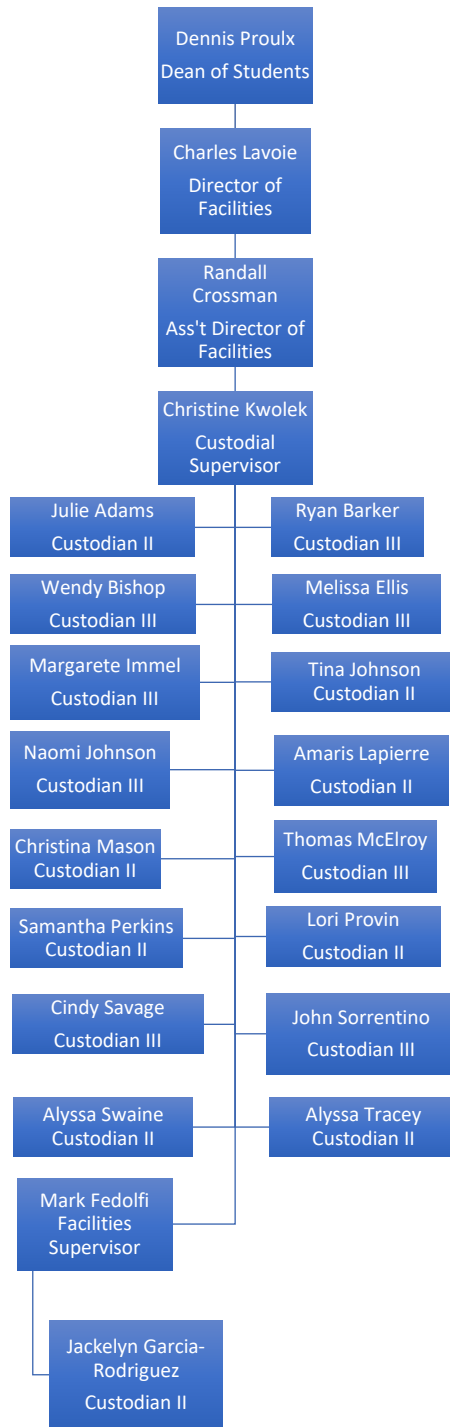 Dennis Proulx
Dean of Students
Charles Lavoie
Director of
Facilities
Randall
Crossman
Ass't Director of
Facilities
Christine Kwolek
Custodial
Supervisor
Julie Adams
Custodian II
Ryan Barker
Custodian III
Wendy Bishop
Custodian III
Melissa Ellis
Custodian III
Margarete Immel
Custodian III
Tina Johnson
Custodian II
Naomi Johnson
Custodian III
Amaris Lapierre
Custodian II
Christina Mason
Custodian II
Thomas McElroy
Custodian III
Samantha Perkins
Custodian II
Lori Provin
Custodian II
Cindy Savage
Custodian III
John Sorrentino
Custodian III
Alyssa Swaine
Custodian II
Alyssa Tracey
Custodian II
Mark Fedolfi
Facilities
Supervisor
Jackelyn Garcia-
Rodriguez
Custodian II